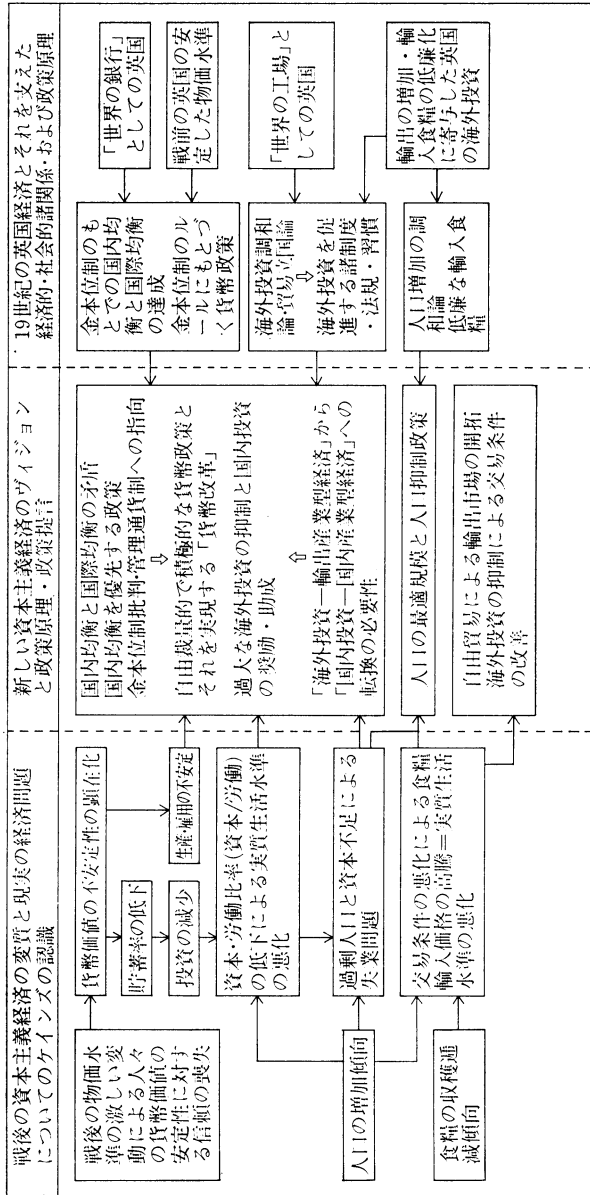 戦後の資本主義経済の変質と現実の経済問題
についてのケインズの認識
戦後の物価水
準の激しい変
動による人々
の貨幣価値の
安定性に対す
る信頼の喪失
人口の増加傾向
食糧の収穫逓
減傾向
貨幣価値の不安定性の顕在化
貯蓄率の低下
投資の減少
生産・雇用の不安定
資本・労働比率(資本/労働)
の低下による実質生活水準
の悪化
過剰人口と資本不足による
失業問題
交易条件の悪化による食糧
輸入価格の高騰=実質生活
水準の悪化
新しい資本主義経済のヴィジョン
と政策原理・政策提言
国内均衡と国際均衡の矛盾
国内均衡を優先する政策
金本位制批判・管理通貨制への指向
⇩
自由裁量的で積極的な貨幣政策と
それを実現する「貨幣改革」
過大な海外投資の抑制と国内投資
の奨励・助成
⇧
「海外投資—輸出産業型経済」から
「国内投資—国内産業型経済」への
転換の必要性
人口の最適規模と人口抑制政策
自由貿易による輸出市場の開拓
海外投資の抑制による交易条件
の改善
19世紀の英国経済とそれを支えた
経済的・社会的諸関係・および政策原理
金本位制のも
とでの国内均
衡と国際均衡
の達成
金本位制のル
ールにもとづ
く貨幣政策
海外投資調和
論・貿易立国論
⇩
海外投資を促
進する諸制度
・法規・習慣
人口増加の調
和論
低廉な輸入食
糧
「世界の銀行」
としての英国
戦前の英国の安
定した物価水準
「世界の工場」と
しての英国
輸出の増加・輸
入食糧の低廉化
に寄与した英国
の海外投資